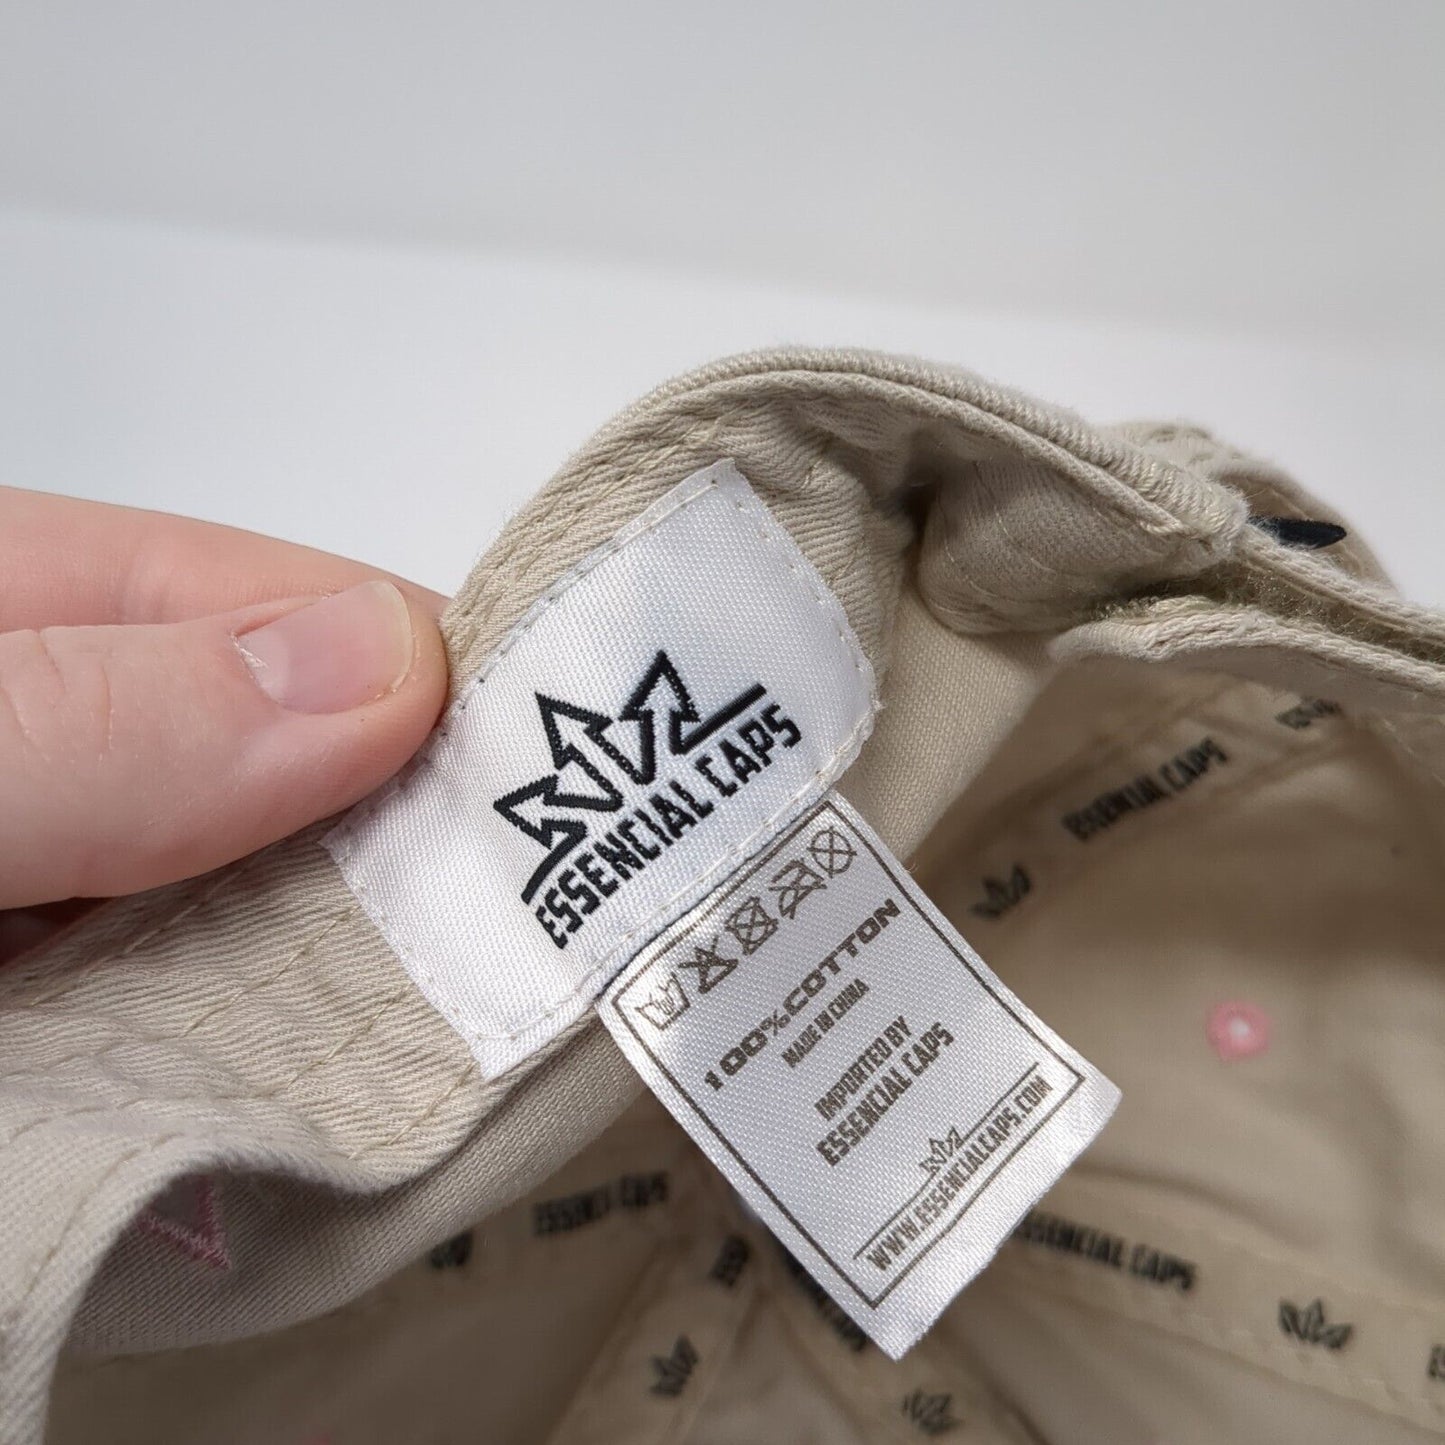 ESSENCIAL CAPS
100% COTTON
MADE IN CHINA
IMPORTED BY
ESSENCIAL CAPS
WWW.ESSENCIALCAPS.COM
ESSENCIAL CAPS
ESSENCIAL CAPS
ESSENCIAL CAPS